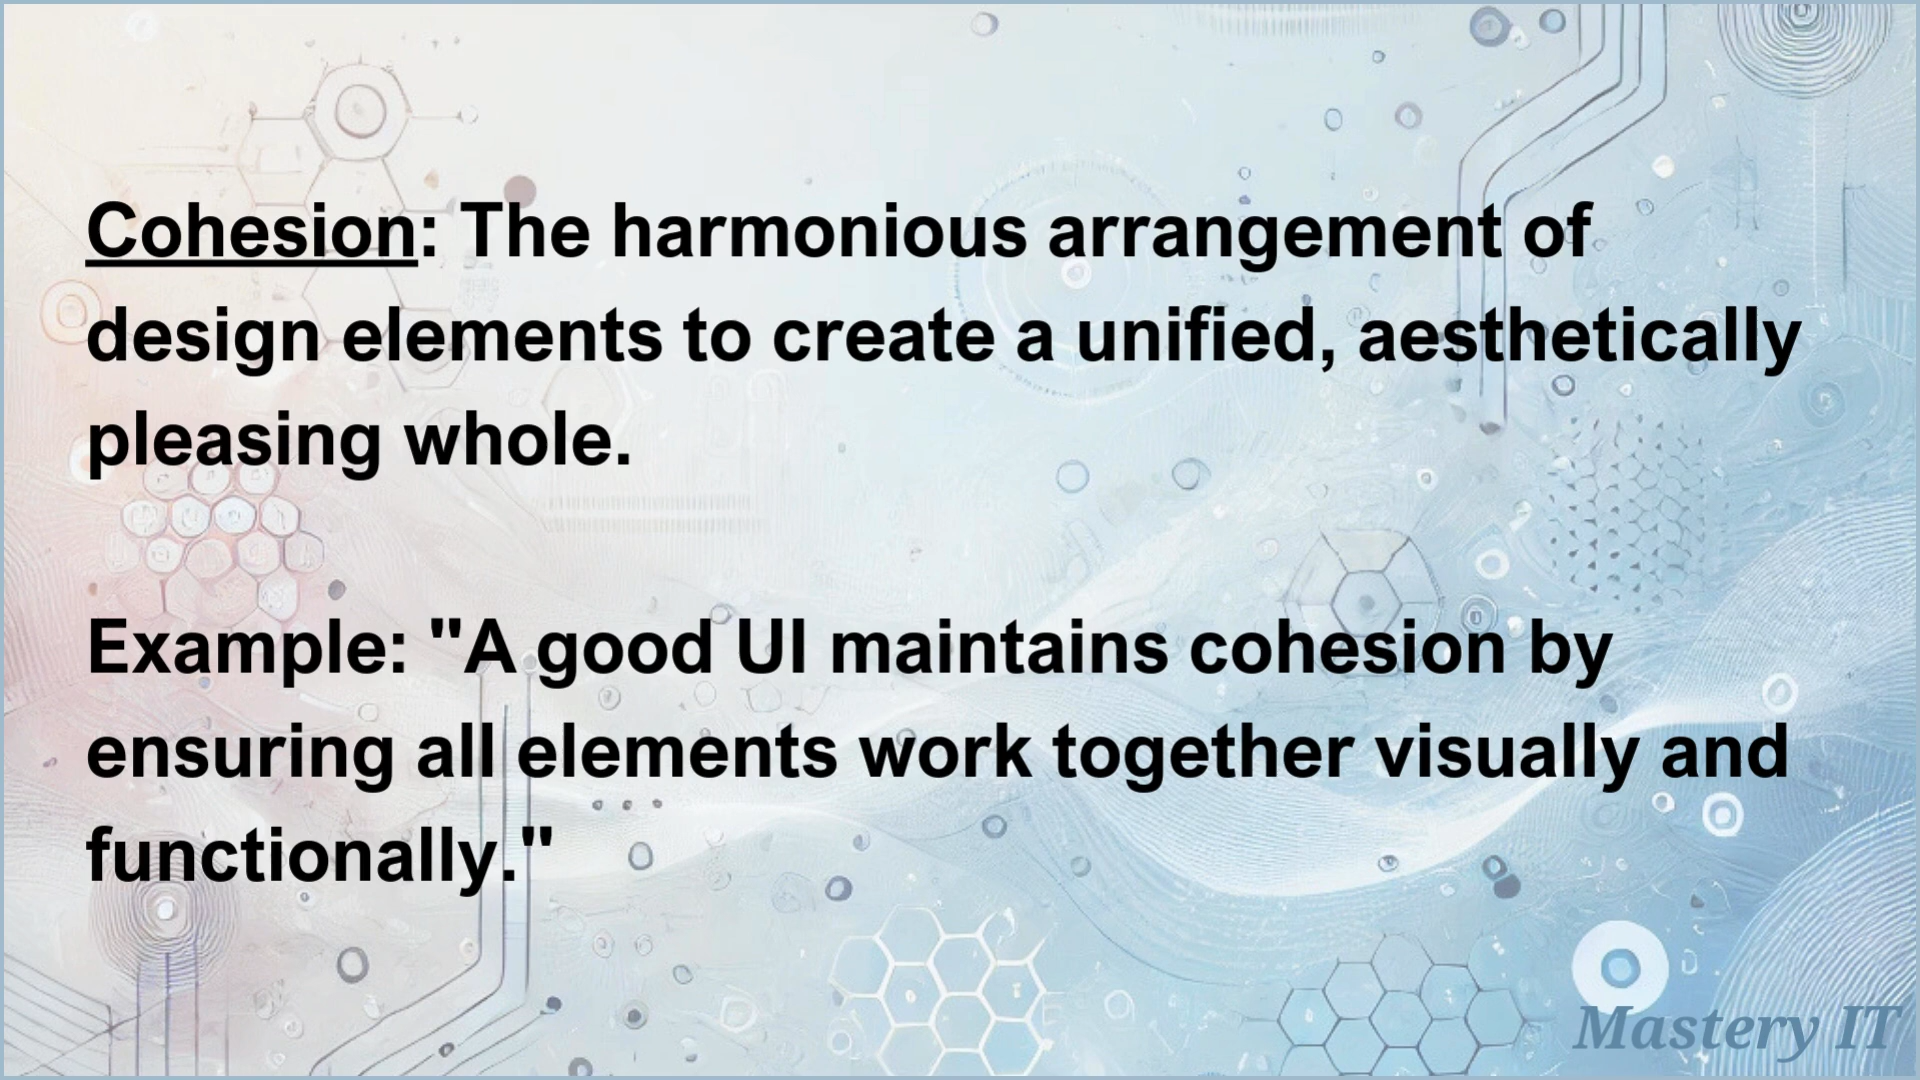 Cohesion: The harmonious arrangement of
design elements to create a unified, aesthetically
pleasing whole.
Example: "A good UI maintains cohesion by
ensuring all elements work together visually and
functionally."
Mastery IT